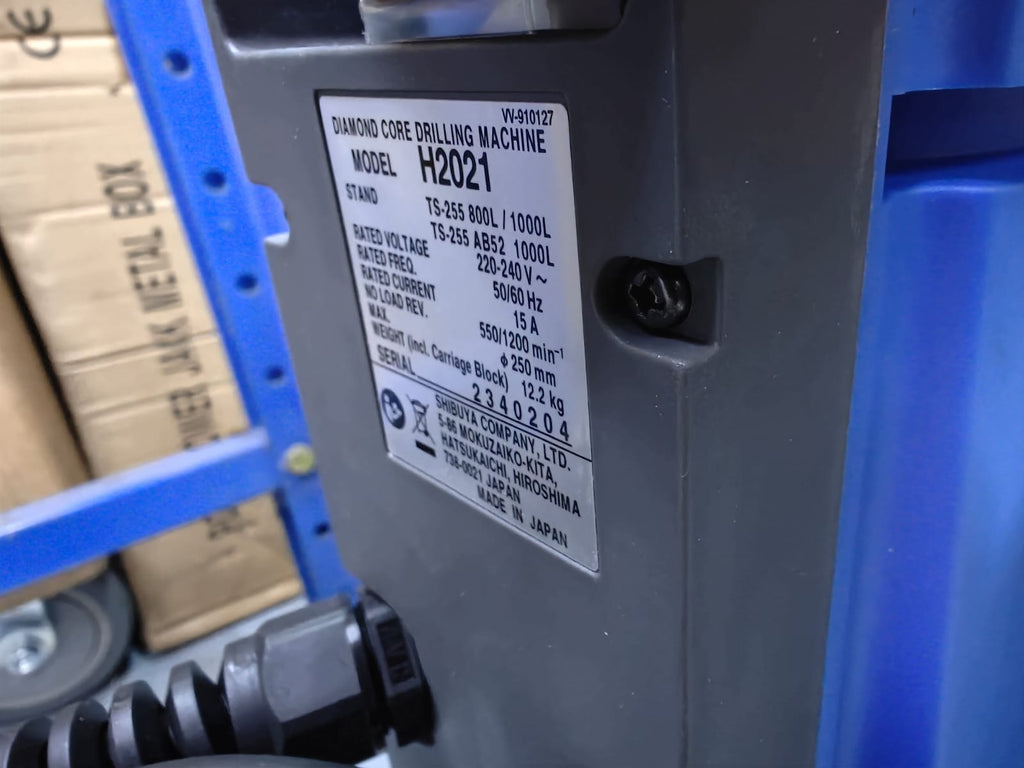 VV-910127
DIAMOND CORE DRILLING MACHINE
MODEL H2021
STAND TS-255 800L / 1000L
TS-255 AB52 1000L
RATED VOLTAGE 220-240 V ~
RATED FREQ. 50/60 Hz
RATED CURRENT 15 A
NO LOAD REV. 550/1200 min⁻¹
MAX. ϕ 250 mm
WEIGHT (incl. Carriage Block) 12.2 kg
SERIAL 2340204
SHIBUYA COMPANY, LTD.
5-86 MOKUZAIKO-KITA,
HATSUKAICHI, HIROSHIMA
738-0021 JAPAN
MADE IN JAPAN
CE
JAKK METAL BOX